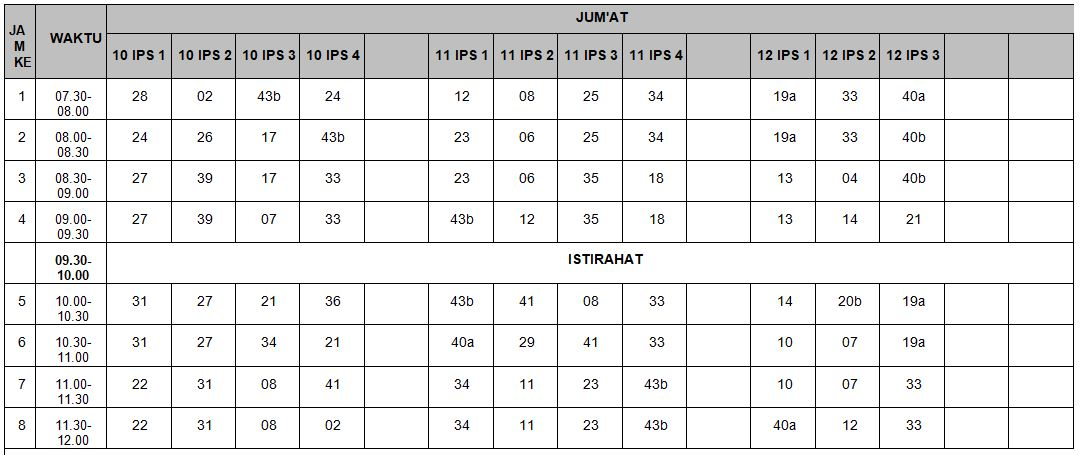 JUM'AT
JA
M
KE
WAKTU
10 IPS 1 10 IPS 2 10 IPS 3 10 IPS 4 11 IPS 1 11 IPS 2 11 IPS 3 11 IPS 4 12 IPS 1 12 IPS 2 12 IPS 3
1 07.30-
08.00 28 02 43b 24 12 08 25 34 19a 33 40a
2 08.00-
08.30 24 26 17 43b 23 06 25 34 19a 33 40b
3 08.30-
09.00 27 39 17 33 23 06 35 18 13 04 40b
4 09.00-
09.30 27 39 07 33 43b 12 35 18 13 14 21
09.30-
10.00 ISTIRAHAT
5 10.00-
10.30 31 27 21 36 43b 41 08 33 14 20b 19a
6 10.30-
11.00 31 27 34 21 40a 29 41 33 10 07 19a
7 11.00-
11.30 22 31 08 41 34 11 23 43b 10 07 33
8 11.30-
12.00 22 31 08 02 34 11 23 43b 40a 12 33